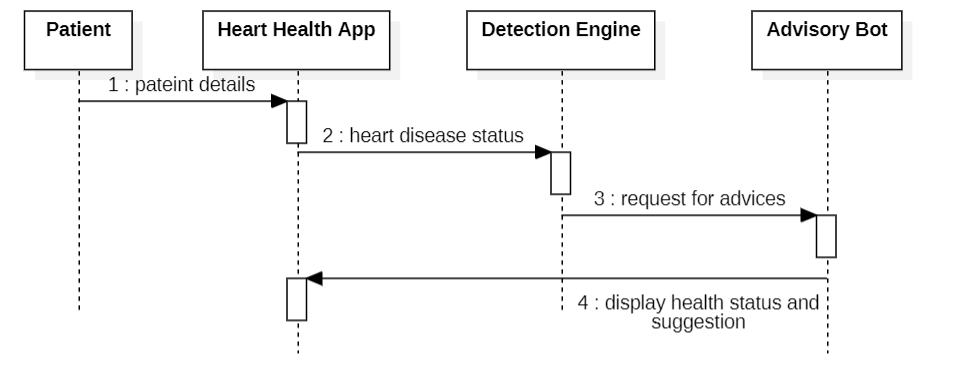 Patient
Heart Health App
Detection Engine
Advisory Bot
1 : pateint details
2 : heart disease status
3 : request for advices
4 : display health status and
suggestion